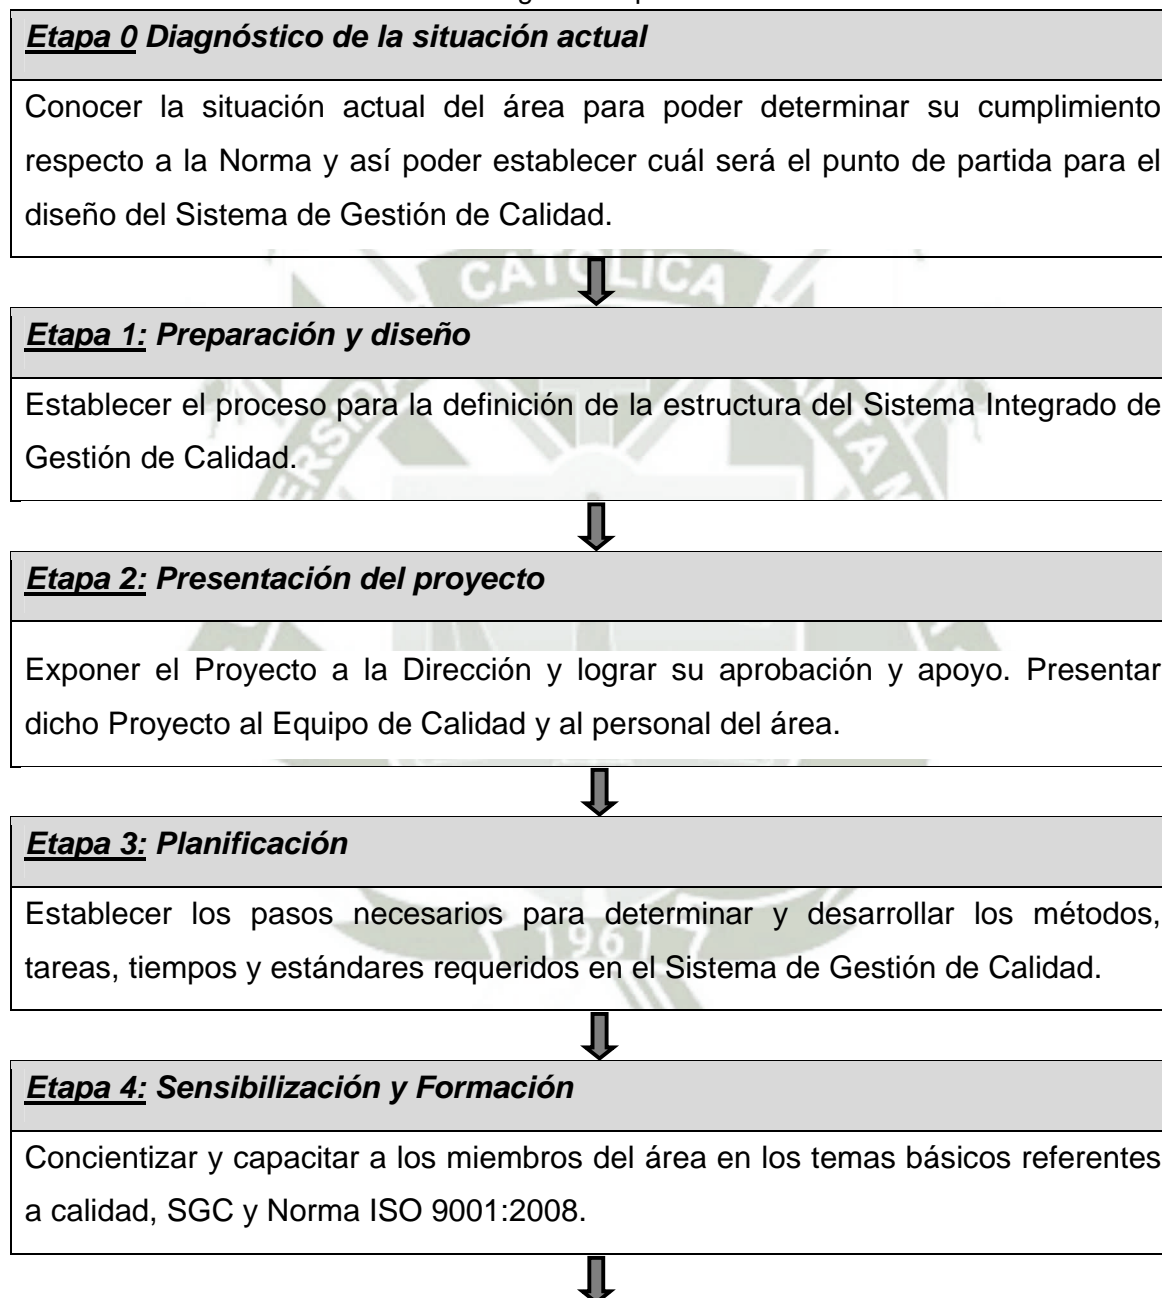 Etapa 0 Diagnóstico de la situación actual
Conocer la situación actual del área para poder determinar su cumplimiento
respecto a la Norma y así poder establecer cuál será el punto de partida para el
diseño del Sistema de Gestión de Calidad.
CATOLICA
Etapa 1: Preparación y diseño
Establecer el proceso para la definición de la estructura del Sistema Integrado de
Gestión de Calidad.
Etapa 2: Presentación del proyecto
Exponer el Proyecto a la Dirección y lograr su aprobación y apoyo. Presentar
dicho Proyecto al Equipo de Calidad y al personal del área.
Etapa 3: Planificación
Establecer los pasos necesarios para determinar y desarrollar los métodos,
1961
tareas, tiempos y estándares requeridos en el Sistema de Gestión de Calidad.
Etapa 4: Sensibilización y Formación
Concientizar y capacitar a los miembros del área en los temas básicos referentes
a calidad, SGC y Norma ISO 9001:2008.